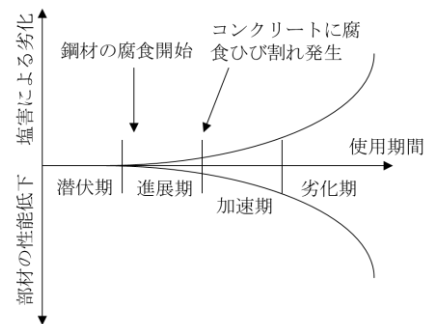 塩害による劣化
部材の性能低下
鋼材の腐食開始
コンクリートに腐
食ひび割れ発生
使用期間
潜伏期
進展期
加速期
劣化期